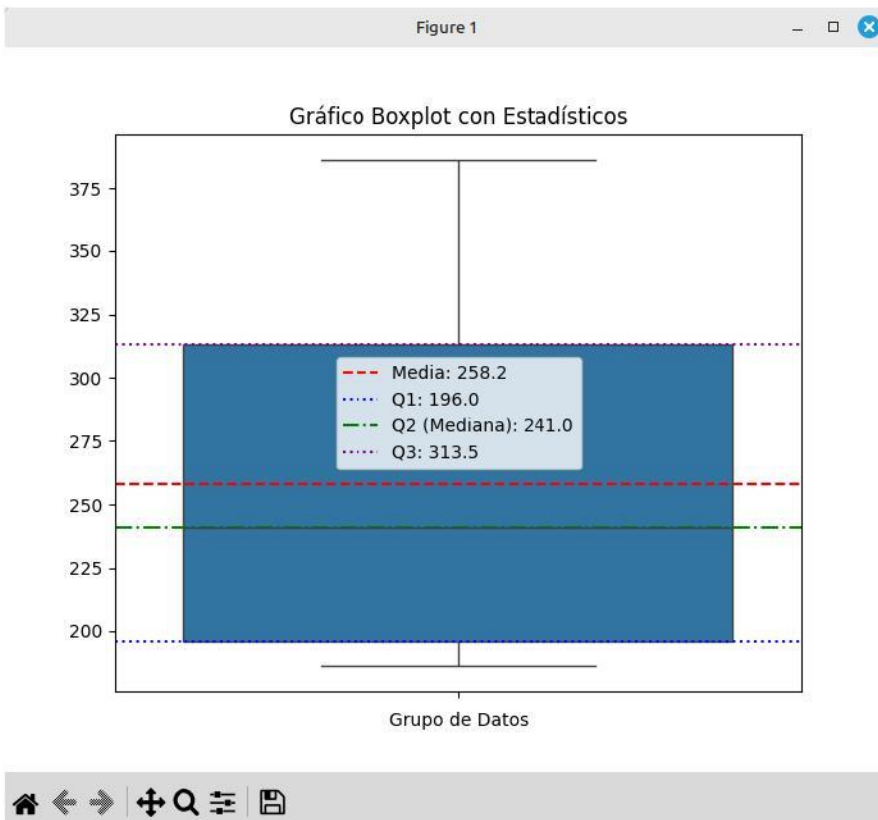 Figure 1
Gráfico Boxplot con Estadísticos
375
350
325
300
275
250
225
200
Media: 258.2
Q1: 196.0
Q2 (Mediana): 241.0
Q3: 313.5
Grupo de Datos